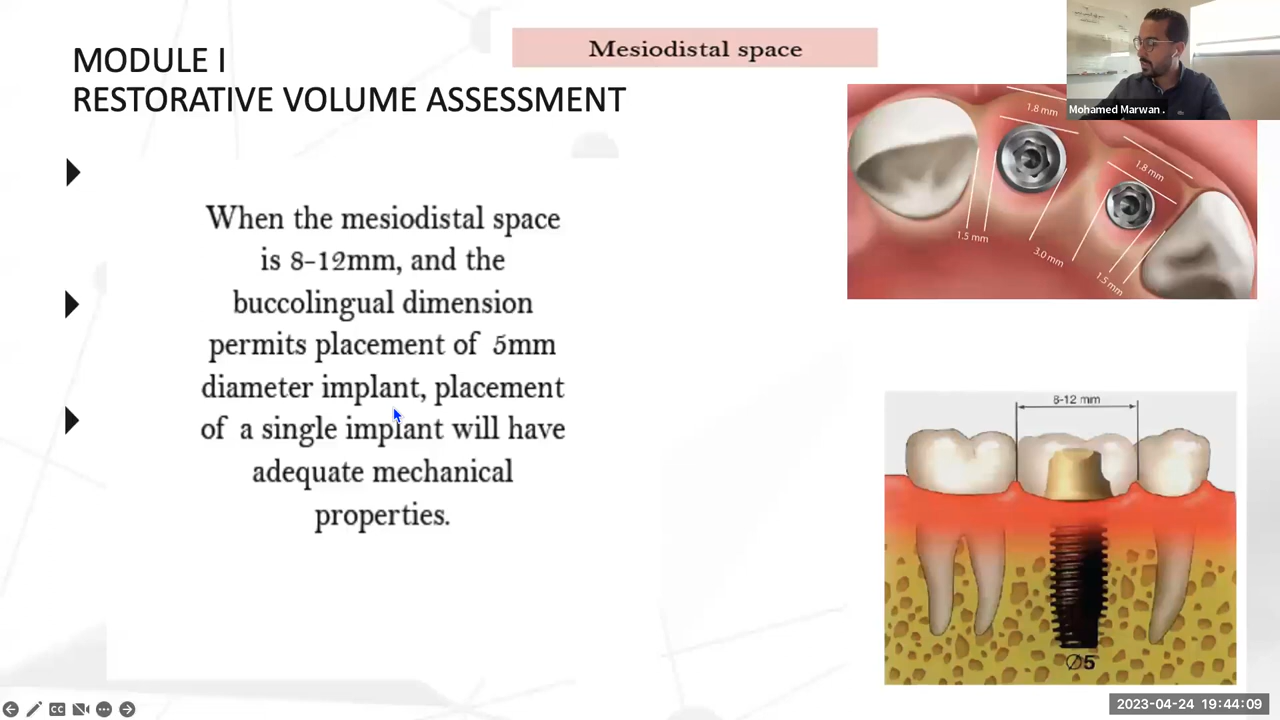 MODULE I
RESTORATIVE VOLUME ASSESSMENT
Mesiodistal space
Mohamed Marwan .
When the mesiodistal space
is 8-12mm, and the
buccolingual dimension
permits placement of 5mm
diameter implant, placement
of a single implant will have
adequate mechanical
properties.
1.8 mm
1.8 mm
1.5 mm
3.0 mm
1.5 mm
8-12 mm
Ø5
CC
2023-04-24 19:44:09